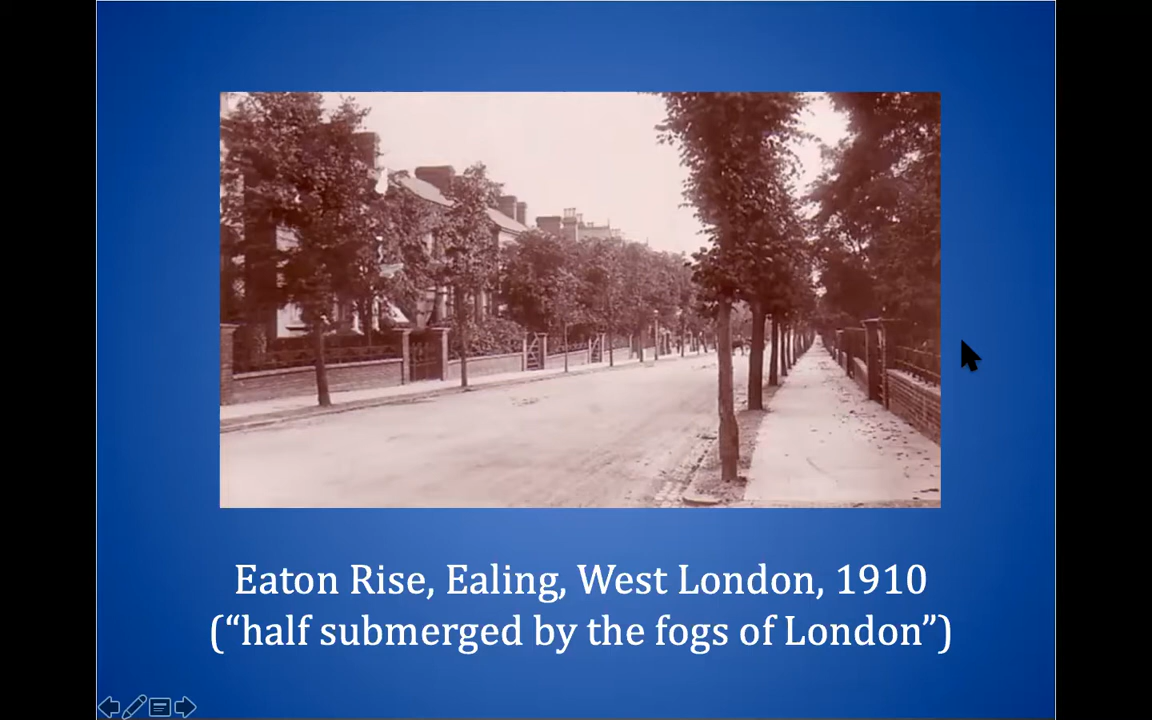 Eaton Rise, Ealing, West London, 1910
(“half submerged by the fogs of London”)